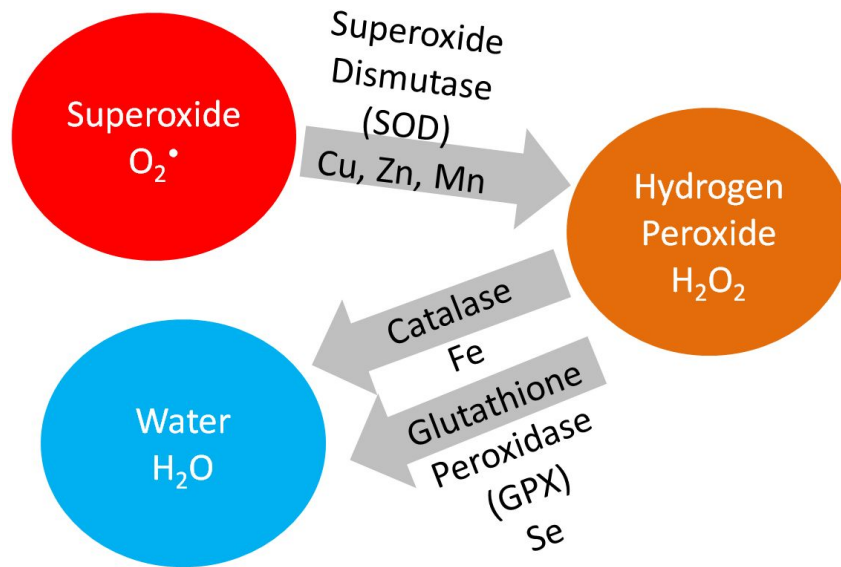 Superoxide
O₂•
Superoxide
Dismutase
(SOD)
Cu, Zn, Mn
Hydrogen
Peroxide
H₂O₂
Catalase
Fe
Glutathione
Peroxidase
(GPX)
Se
Water
H₂O